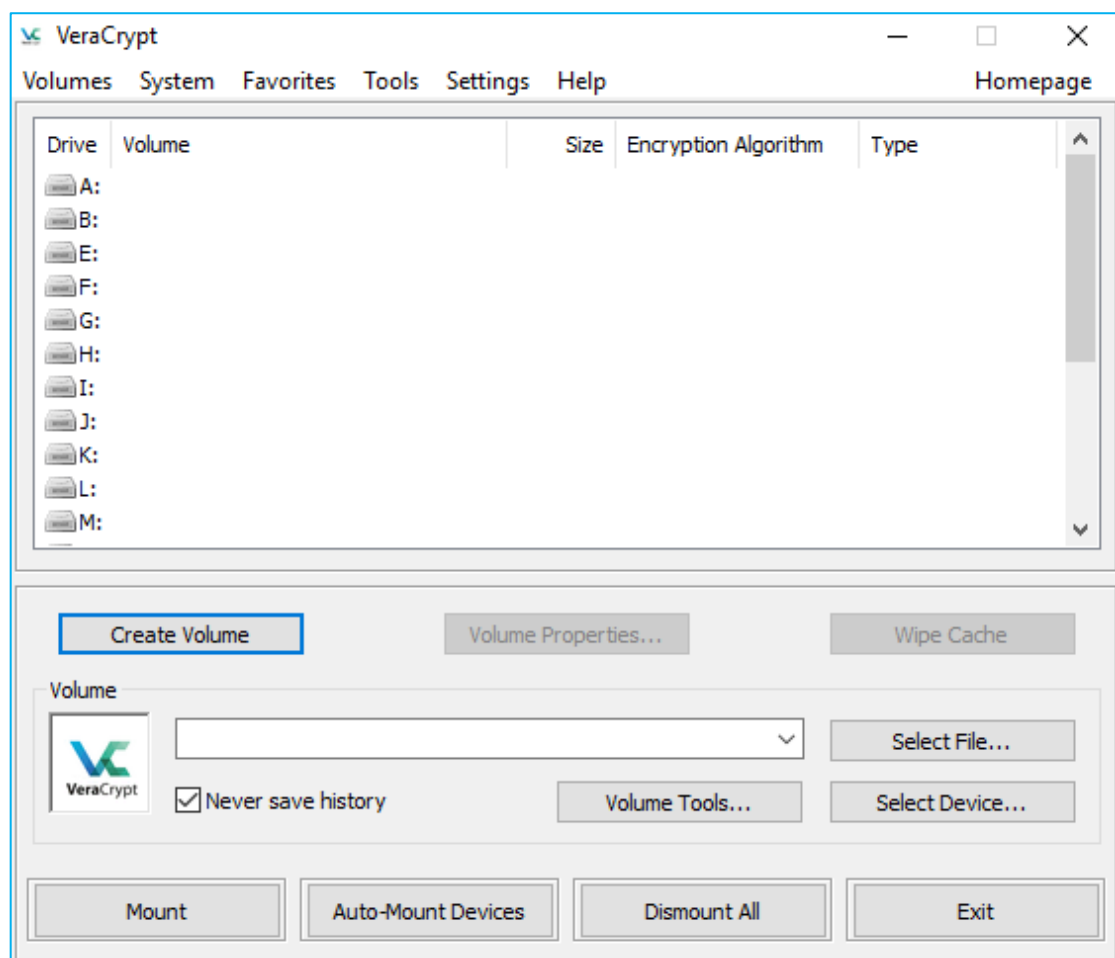 VeraCrypt
Volumes System Favorites Tools Settings Help Homepage
Drive Volume Size Encryption Algorithm Type
A:
B:
E:
F:
G:
H:
I:
J:
K:
L:
M:
Create Volume Volume Properties... Wipe Cache
Volume
VeraCrypt
Select File...
Never save history Volume Tools... Select Device...
Mount Auto-Mount Devices Dismount All Exit